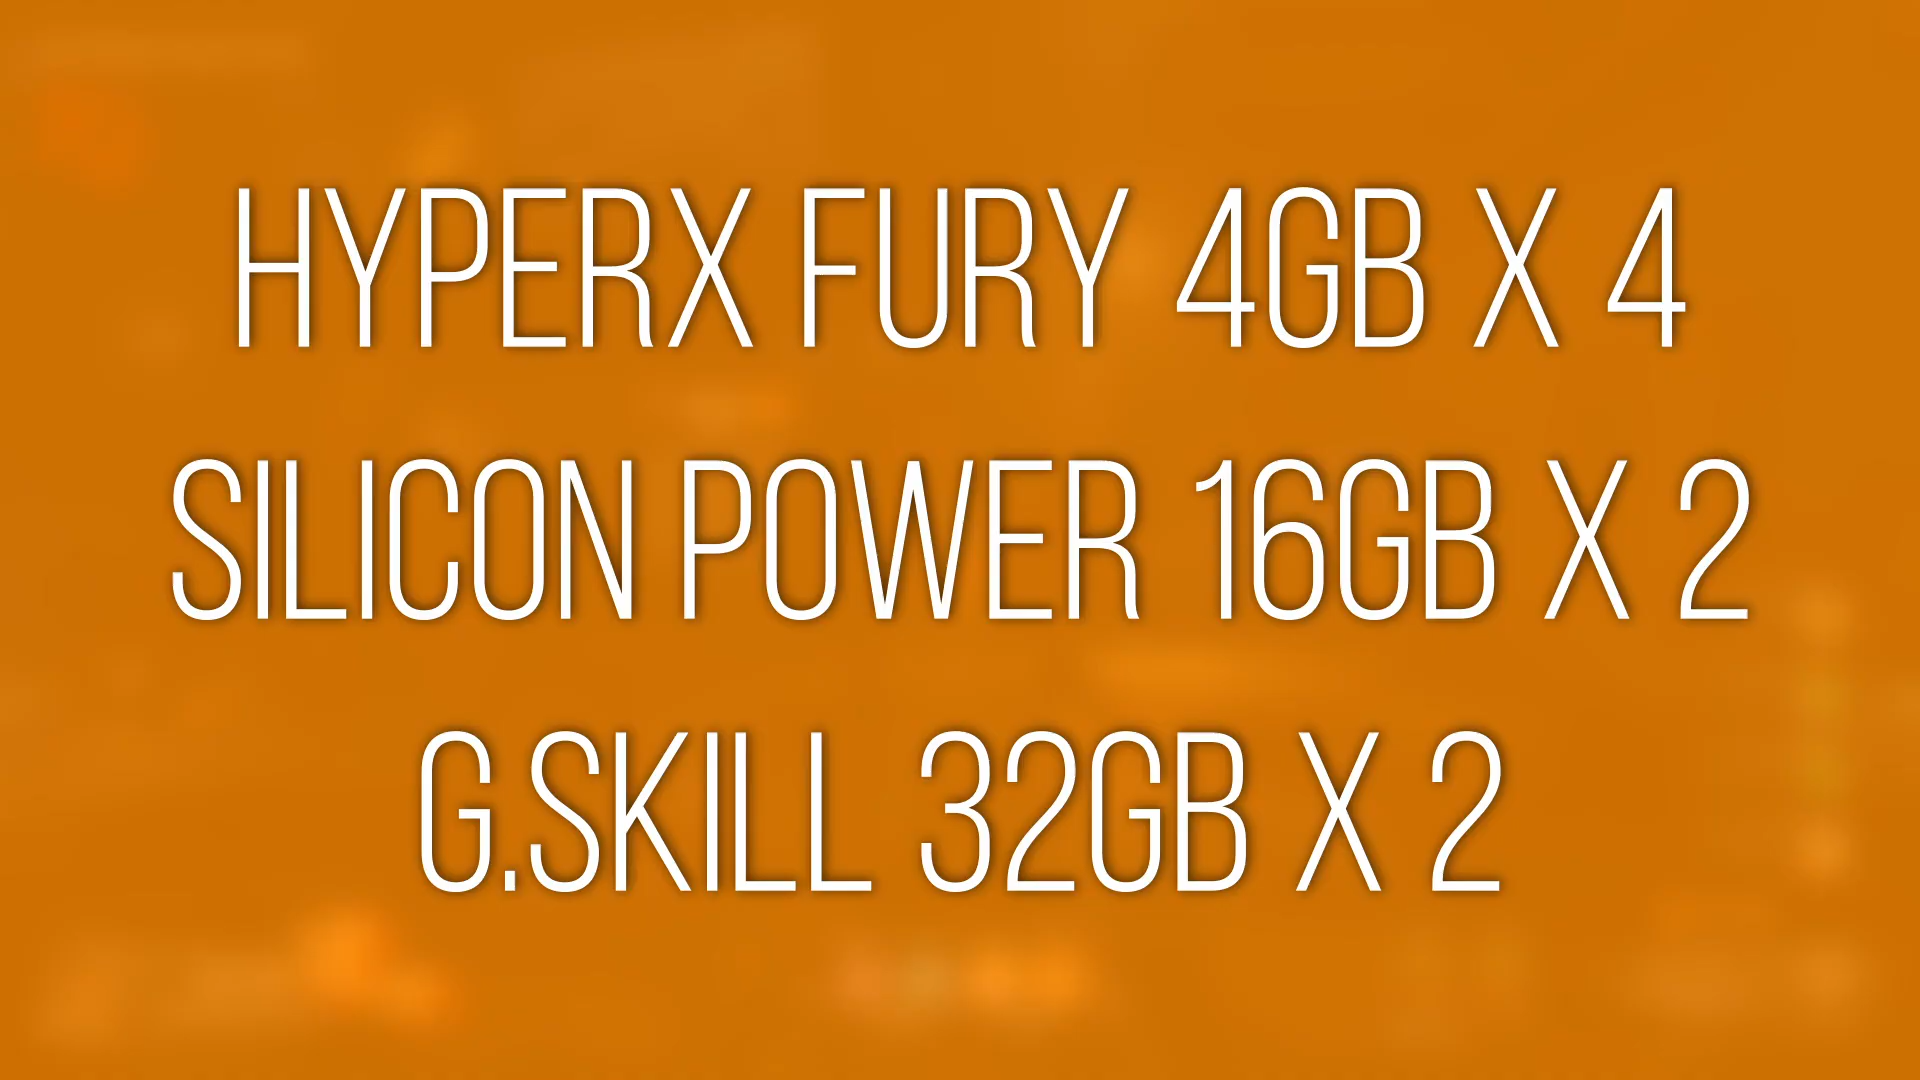 HYPERX FURY 4GB X 4
SILICON POWER 16GB X 2
G.SKILL 32GB X 2